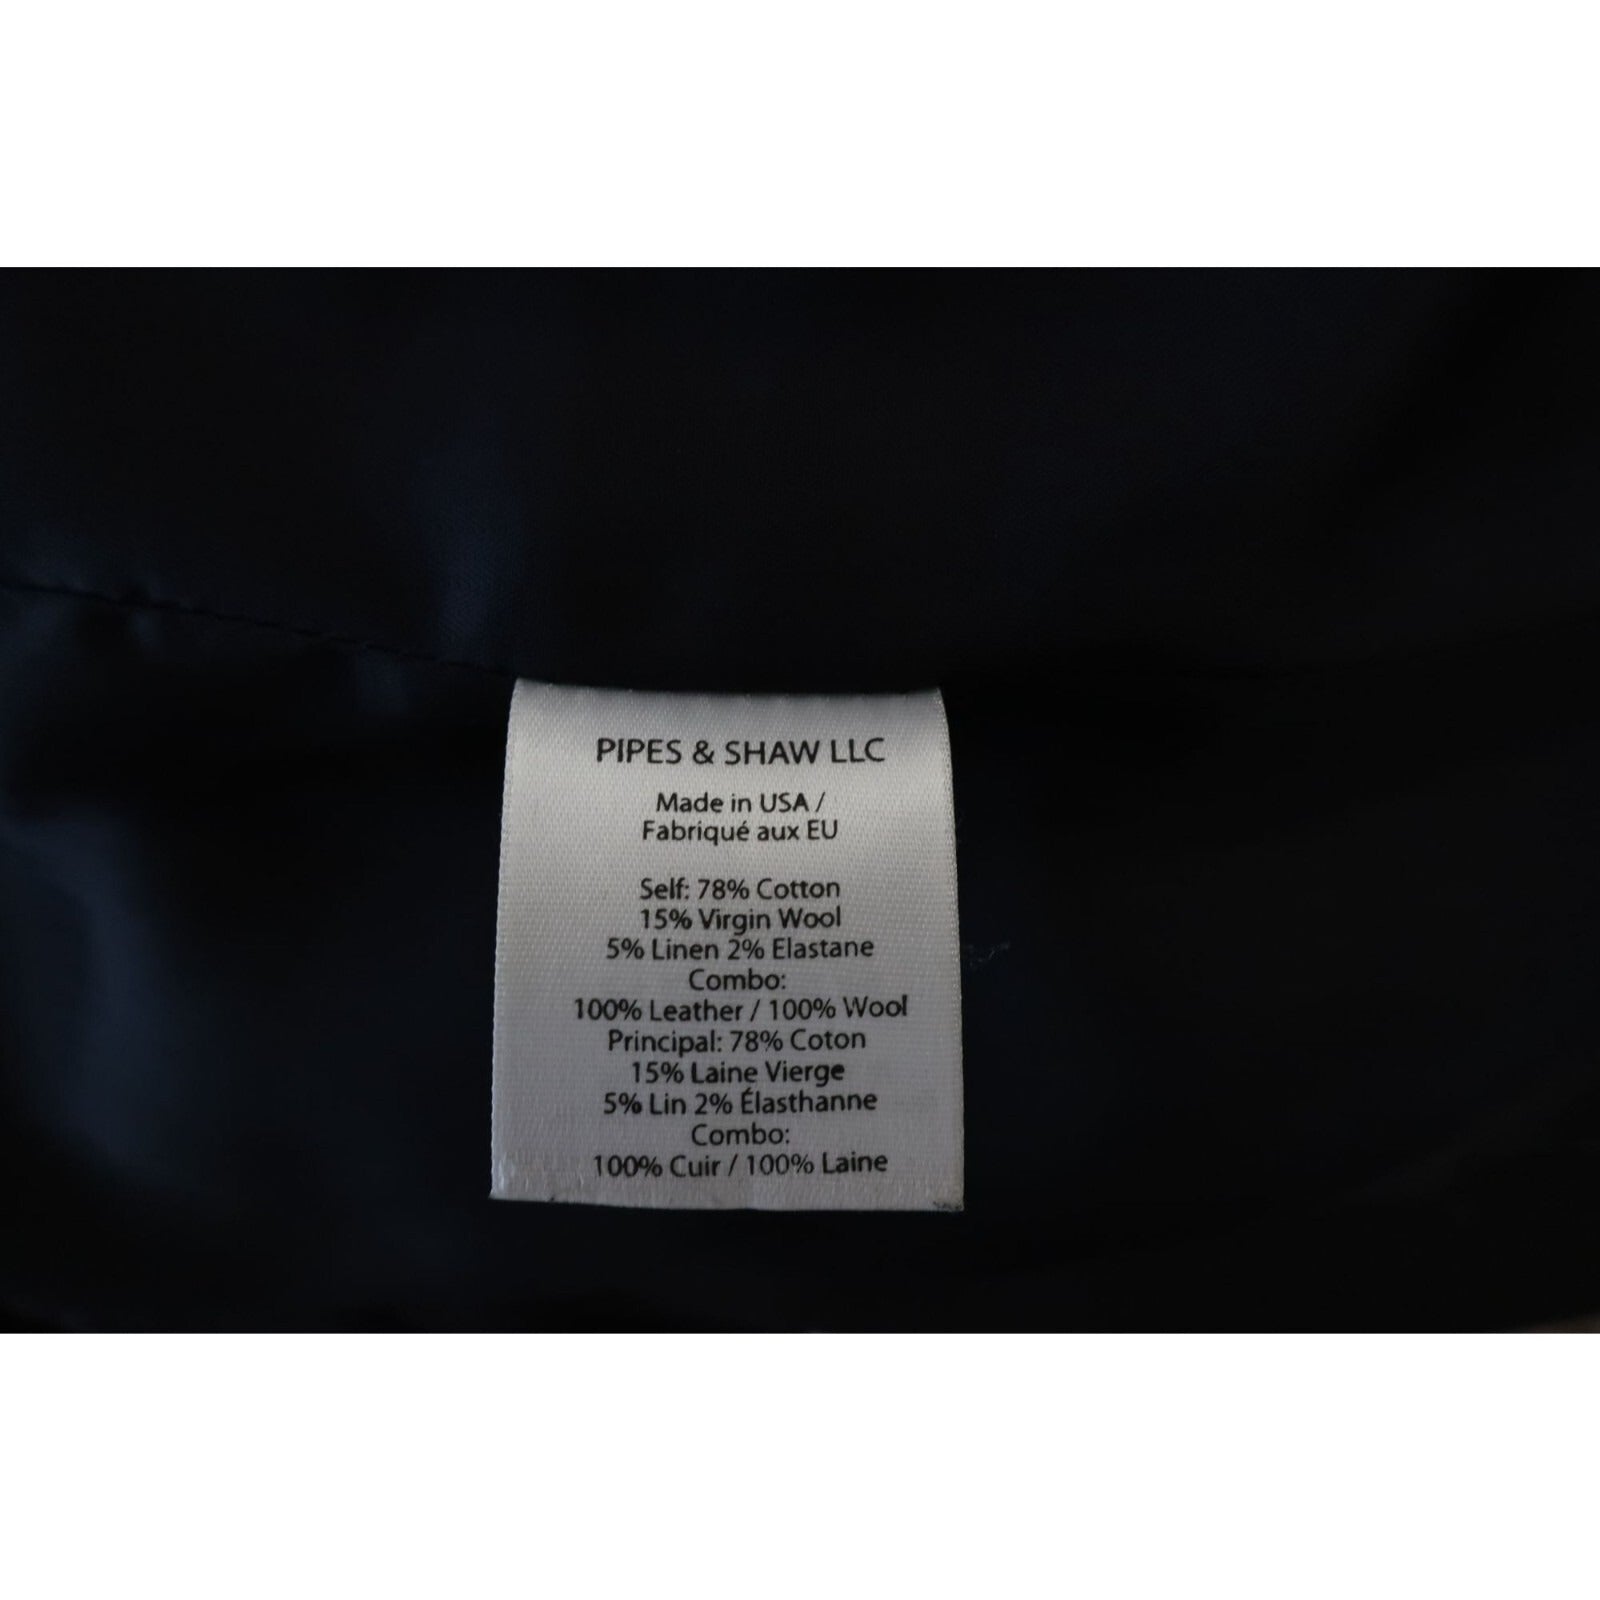 PIPES & SHAW LLC
Made in USA /
Fabriqué aux EU
Self: 78% Cotton
15% Virgin Wool
5% Linen 2% Elastane
Combo:
100% Leather / 100% Wool
Principal: 78% Coton
15% Laine Vierge
5% Lin 2% Élasthanne
Combo:
100% Cuir / 100% Laine